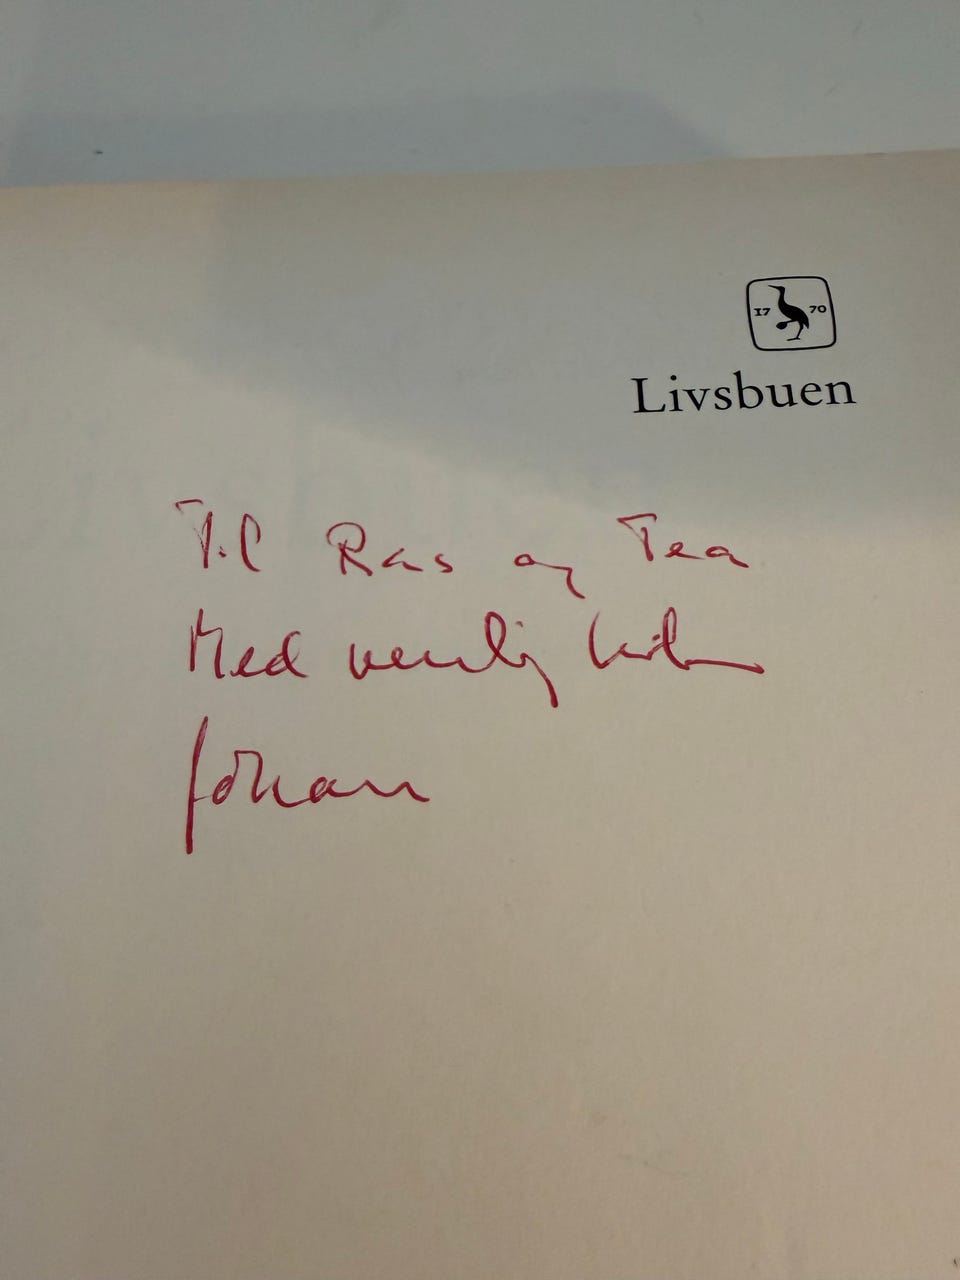 17 70
Livsbuen
Til Ras og Tea
Med venlig hilsen
Johan